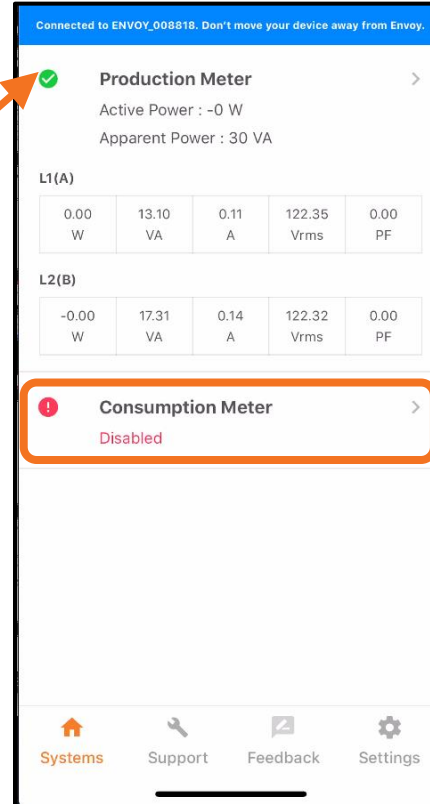 Connected to ENVOY_008818. Don't move your device away from Envoy.
Production Meter
Active Power : -0 W
Apparent Power : 30 VA
L1(A)
0.00 13.10 0.11 122.35 0.00
W VA A Vrms PF
L2(B)
-0.00 17.31 0.14 122.32 0.00
W VA A Vrms PF
Consumption Meter
Disabled
Systems Support Feedback Settings